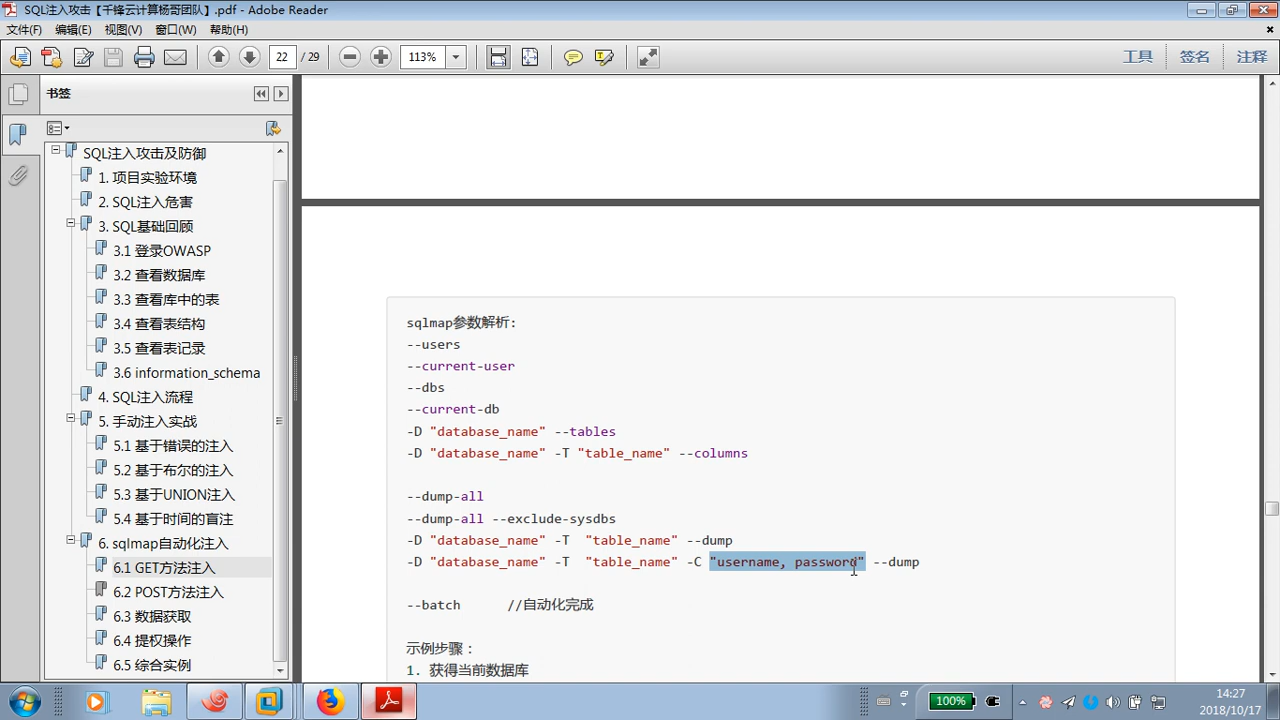 SQL注入攻击【千锋云计算杨哥团队】.pdf - Adobe Reader
文件(F) 编辑(E) 视图(V) 窗口(W) 帮助(H)
22 / 29 113% 工具 签名 注释
书签
SQL注入攻击及防御
1. 项目实验环境
2. SQL注入危害
3. SQL基础回顾
3.1 登录OWASP
3.2 查看数据库
3.3 查看库中的表
3.4 查看表结构
3.5 查看表记录
3.6 information_schema
4. SQL注入流程
5. 手动注入实战
5.1 基于错误的注入
5.2 基于布尔的注入
5.3 基于UNION注入
5.4 基于时间的盲注
6. sqlmap自动化注入
6.1 GET方法注入
6.2 POST方法注入
6.3 数据获取
6.4 提权操作
6.5 综合实例
sqlmap参数解析:
--users
--current-user
--dbs
--current-db
-D "database_name" --tables
-D "database_name" -T "table_name" --columns
--dump-all
--dump-all --exclude-sysdbs
-D "database_name" -T  "table_name" --dump
-D "database_name" -T  "table_name" -C "username, password" --dump
--batch      //自动化完成
示例步骤：
1. 获得当前数据库
100%
14:27
2018/10/17